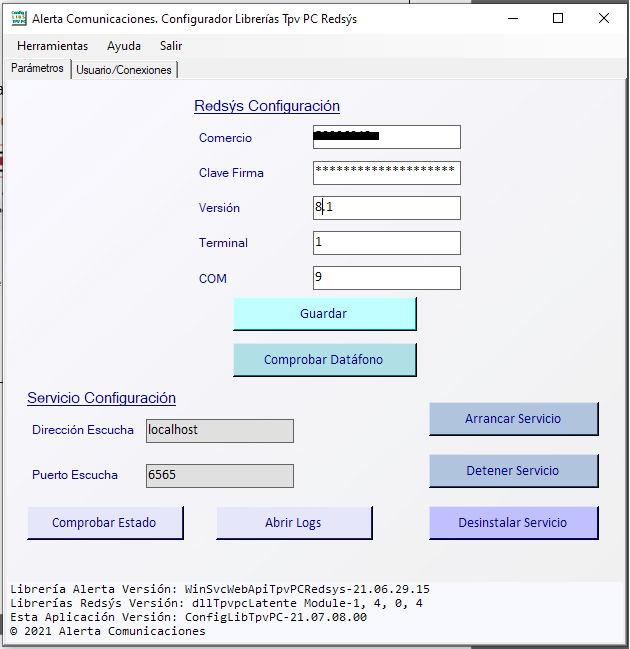 Alerta Comunicaciones. Configurador Librerías Tpv PC Redsýs
Herramientas Ayuda Salir
Parámetros Usuario/Conexiones
Redsýs Configuración
Comercio
Clave Firma ********************
Versión 8.1
Terminal 1
COM 9
Guardar
Comprobar Datáfono
Servicio Configuración
Arrancar Servicio
Dirección Escucha localhost
Detener Servicio
Puerto Escucha 6565
Comprobar Estado Abrir Logs Desinstalar Servicio
Librería Alerta Versión: WinSvcWebApiTpvPCRedsys-21.06.29.15
Librerías Redsýs Versión: dllTpvpcLatente Module-1, 4, 0, 4
Esta Aplicación Versión: ConfigLibTpvPC-21.07.08.00
© 2021 Alerta Comunicaciones